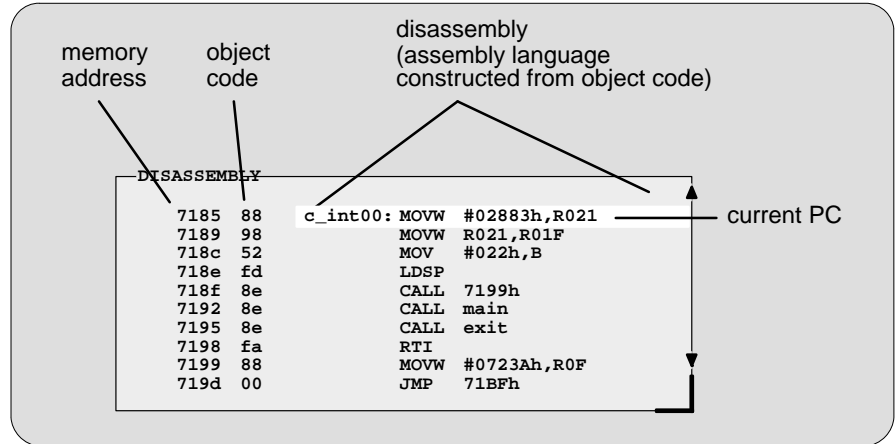 memory address
object code
disassembly
(assembly language
constructed from object code)
DISASSEMBLY
7185 88 c_int00: MOVW #02883h,R021
current PC
7189 98 MOVW R021,R01F
718c 52 MOV #022h,B
718e fd LDSP
718f 8e CALL 7199h
7192 8e CALL main
7195 8e CALL exit
7198 fa RTI
7199 88 MOVW #0723Ah,R0F
719d 00 JMP 71BFh